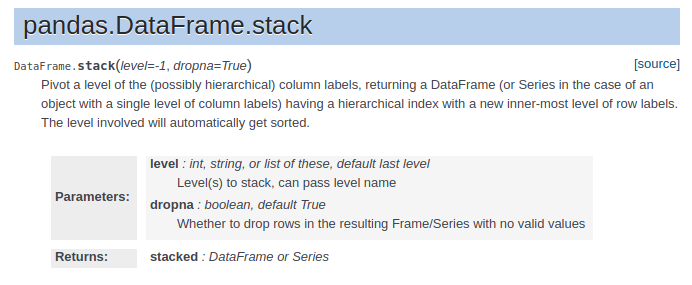 pandas.DataFrame.stack
DataFrame.stack(level=-1, dropna=True) [source]
Pivot a level of the (possibly hierarchical) column labels, returning a DataFrame (or Series in the case of an
object with a single level of column labels) having a hierarchical index with a new inner-most level of row labels.
The level involved will automatically get sorted.
Parameters:
level : int, string, or list of these, default last level
Level(s) to stack, can pass level name
dropna : boolean, default True
Whether to drop rows in the resulting Frame/Series with no valid values
Returns: stacked : DataFrame or Series